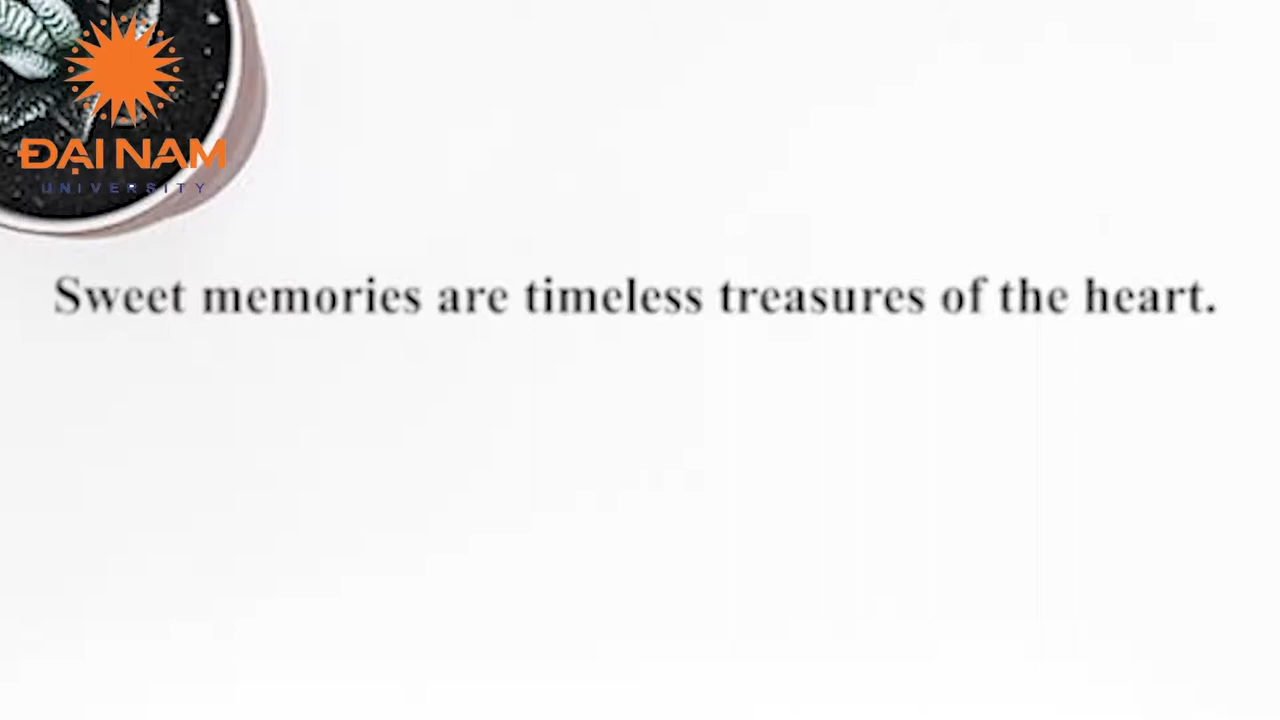 ĐẠI NAM
UNIVERSITY
Sweet memories are timeless treasures of the heart.